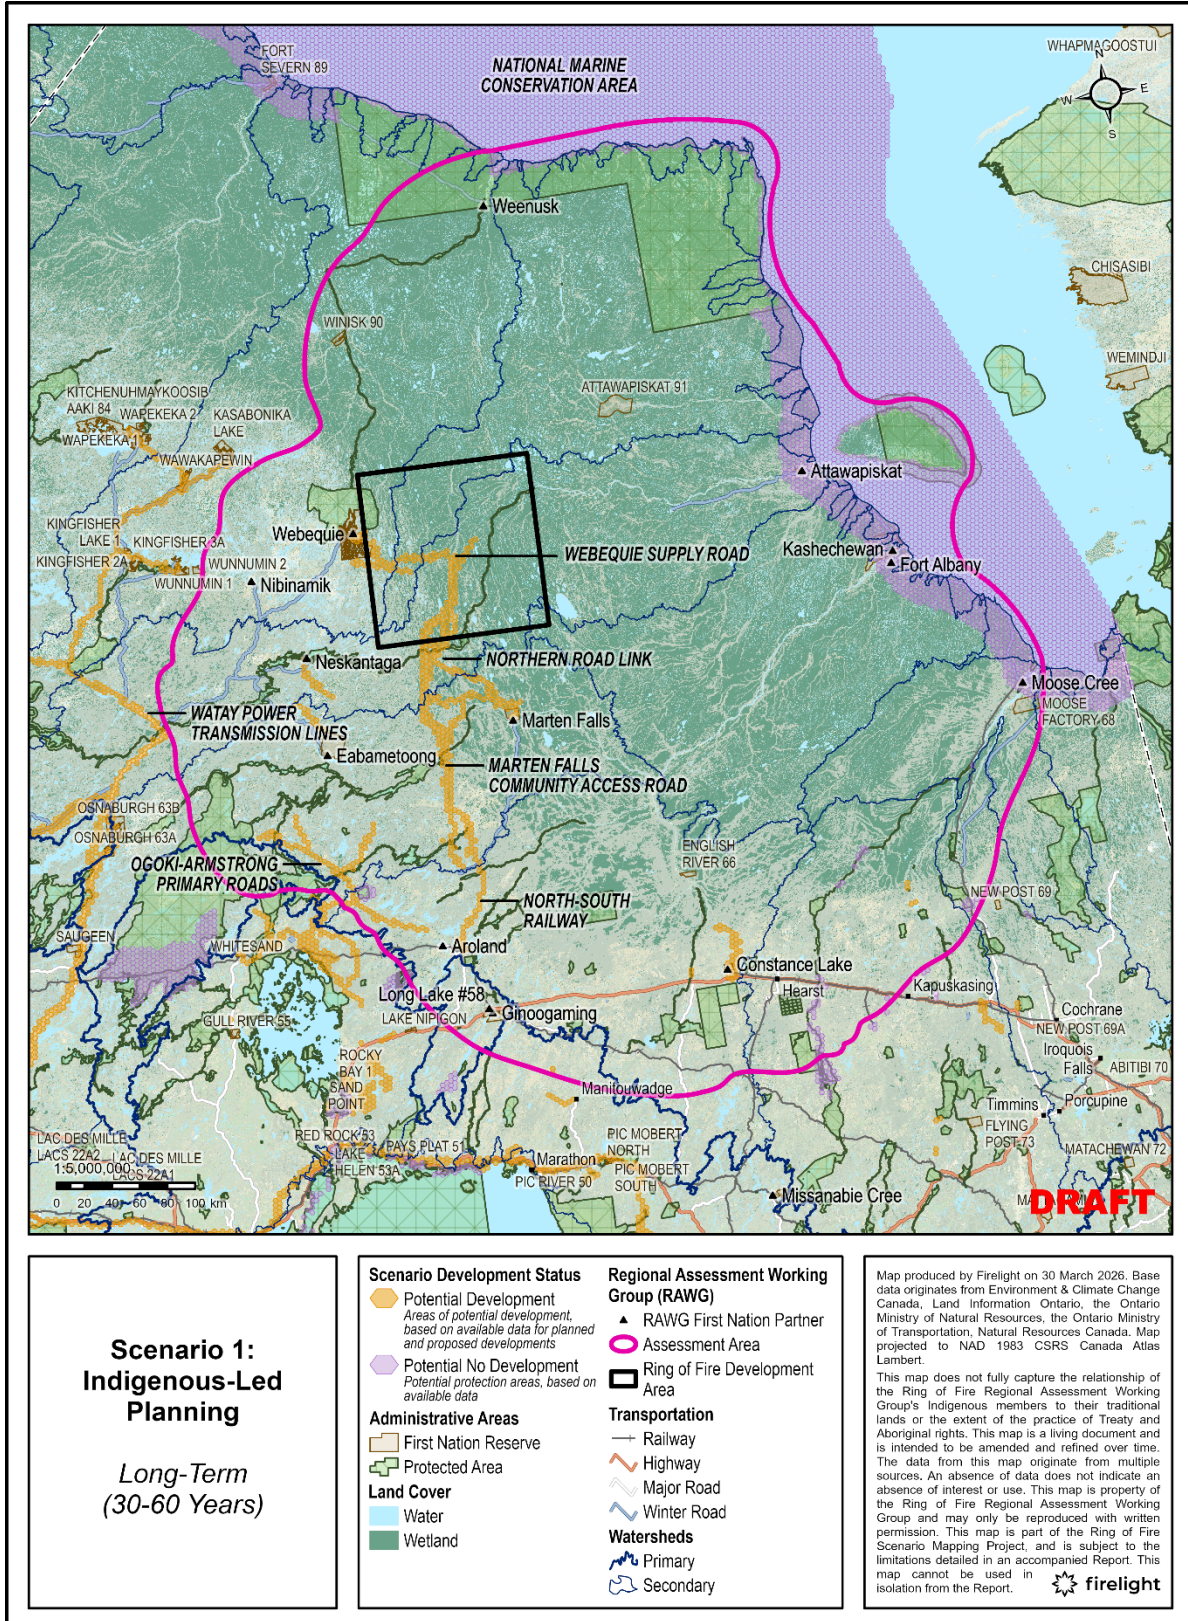 FORT
SEVERN 89
NATIONAL MARINE
CONSERVATION AREA
WHAPMAGOOSTUI
N
W
E
S
Weenusk
CHISASIBI
WINISK 90
WEMINDJI
KITCHENUHMAYKOOSIB
AAKI 84
WAPEKEKA 2
KASABONIKA
LAKE
ATTAWAPISKAT 91
WAPEKEKA 1
WAWAKAPEWIN
Attawapiskat
KINGFISHER
LAKE 1
KINGFISHER 3A
Webequie
WEBEQUIE SUPPLY ROAD
Kashechewan
KINGFISHER 2A
WUNNUMIN 2
WUNNUMIN 1
Nibinamik
Fort Albany
Neskantaga
NORTHERN ROAD LINK
Moose Cree
MOOSE
FACTORY 68
WATAY POWER
TRANSMISSION LINES
Marten Falls
Eabametoong
MARTEN FALLS
COMMUNITY ACCESS ROAD
OSNABURGH 63B
OSNABURGH 63A
OGOKI-ARMSTRONG
PRIMARY ROADS
ENGLISH
RIVER 66
NORTH-SOUTH
RAILWAY
NEW POST 69
SAUGEEN
WHITESAND
Aroland
Constance Lake
Hearst
Kapuskasing
Long Lake #58
LAKE NIPIGON
Ginoogaming
GULL RIVER 55
Cochrane
NEW POST 69A
Iroquois
Falls
ABITIBI 70
ROCKY
BAY 1
SAND
POINT
Manitouwadge
Timmins
Porcupine
FLYING
POST 73
RED ROCK 53
LAKE
HELEN 53A
PAYS PLAT 51
PIC MOBERT
NORTH
PIC MOBERT
SOUTH
MATACHEWAN 72
LAC DES MILLE
LACS 22A2
LAC DES MILLE
LACS 22A1
Marathon
PIC RIVER 50
Missanabie Cree
1:5,000,000
0 20 40 60 80 100 km
DRAFT
Scenario 1:
Indigenous-Led
Planning
Long-Term
(30-60 Years)
Scenario Development Status
Potential Development
Areas of potential development,
based on available data for planned
and proposed developments
Potential No Development
Potential protection areas, based on
available data
Administrative Areas
First Nation Reserve
Protected Area
Land Cover
Water
Wetland
Regional Assessment Working
Group (RAWG)
RAWG First Nation Partner
Assessment Area
Ring of Fire Development
Area
Transportation
Railway
Highway
Major Road
Winter Road
Watersheds
Primary
Secondary
Map produced by Firelight on 30 March 2026. Base
data originates from Environment & Climate Change
Canada, Land Information Ontario, the Ontario
Ministry of Natural Resources, the Ontario Ministry
of Transportation, Natural Resources Canada. Map
projected to NAD 1983 CSRS Canada Atlas
Lambert.
This map does not fully capture the relationship of
the Ring of Fire Regional Assessment Working
Group's Indigenous members to their traditional
lands or the extent of the practice of Treaty and
Aboriginal rights. This map is a living document and
is intended to be amended and refined over time.
The data from this map originate from multiple
sources. An absence of data does not indicate an
absence of interest or use. This map is property of
the Ring of Fire Regional Assessment Working
Group and may only be reproduced with written
permission. This map is part of the Ring of Fire
Scenario Mapping Project, and is subject to the
limitations detailed in an accompanied Report. This
map cannot be used in
isolation from the Report.
firelight